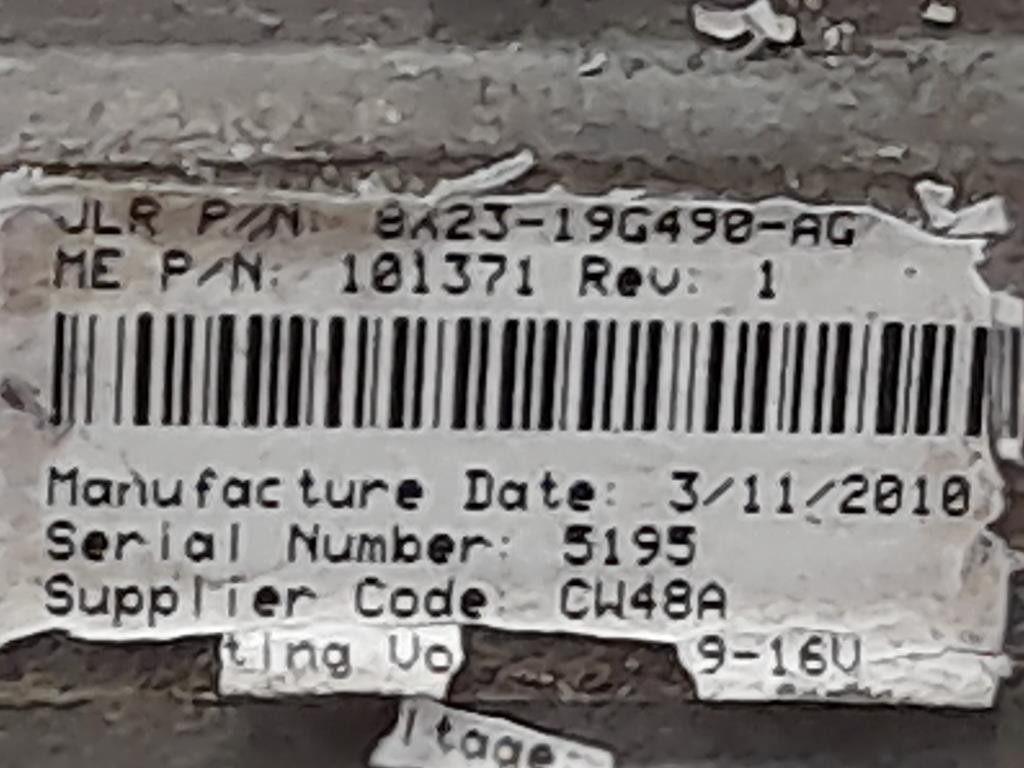 JLR P/N: 8X23-19G490-AG
ME P/N: 101371 Rev: 1
Manufacture Date: 3/11/2010
Serial Number: 5195
Supplier Code: CW48A
ting Vo 9-16V
ltage